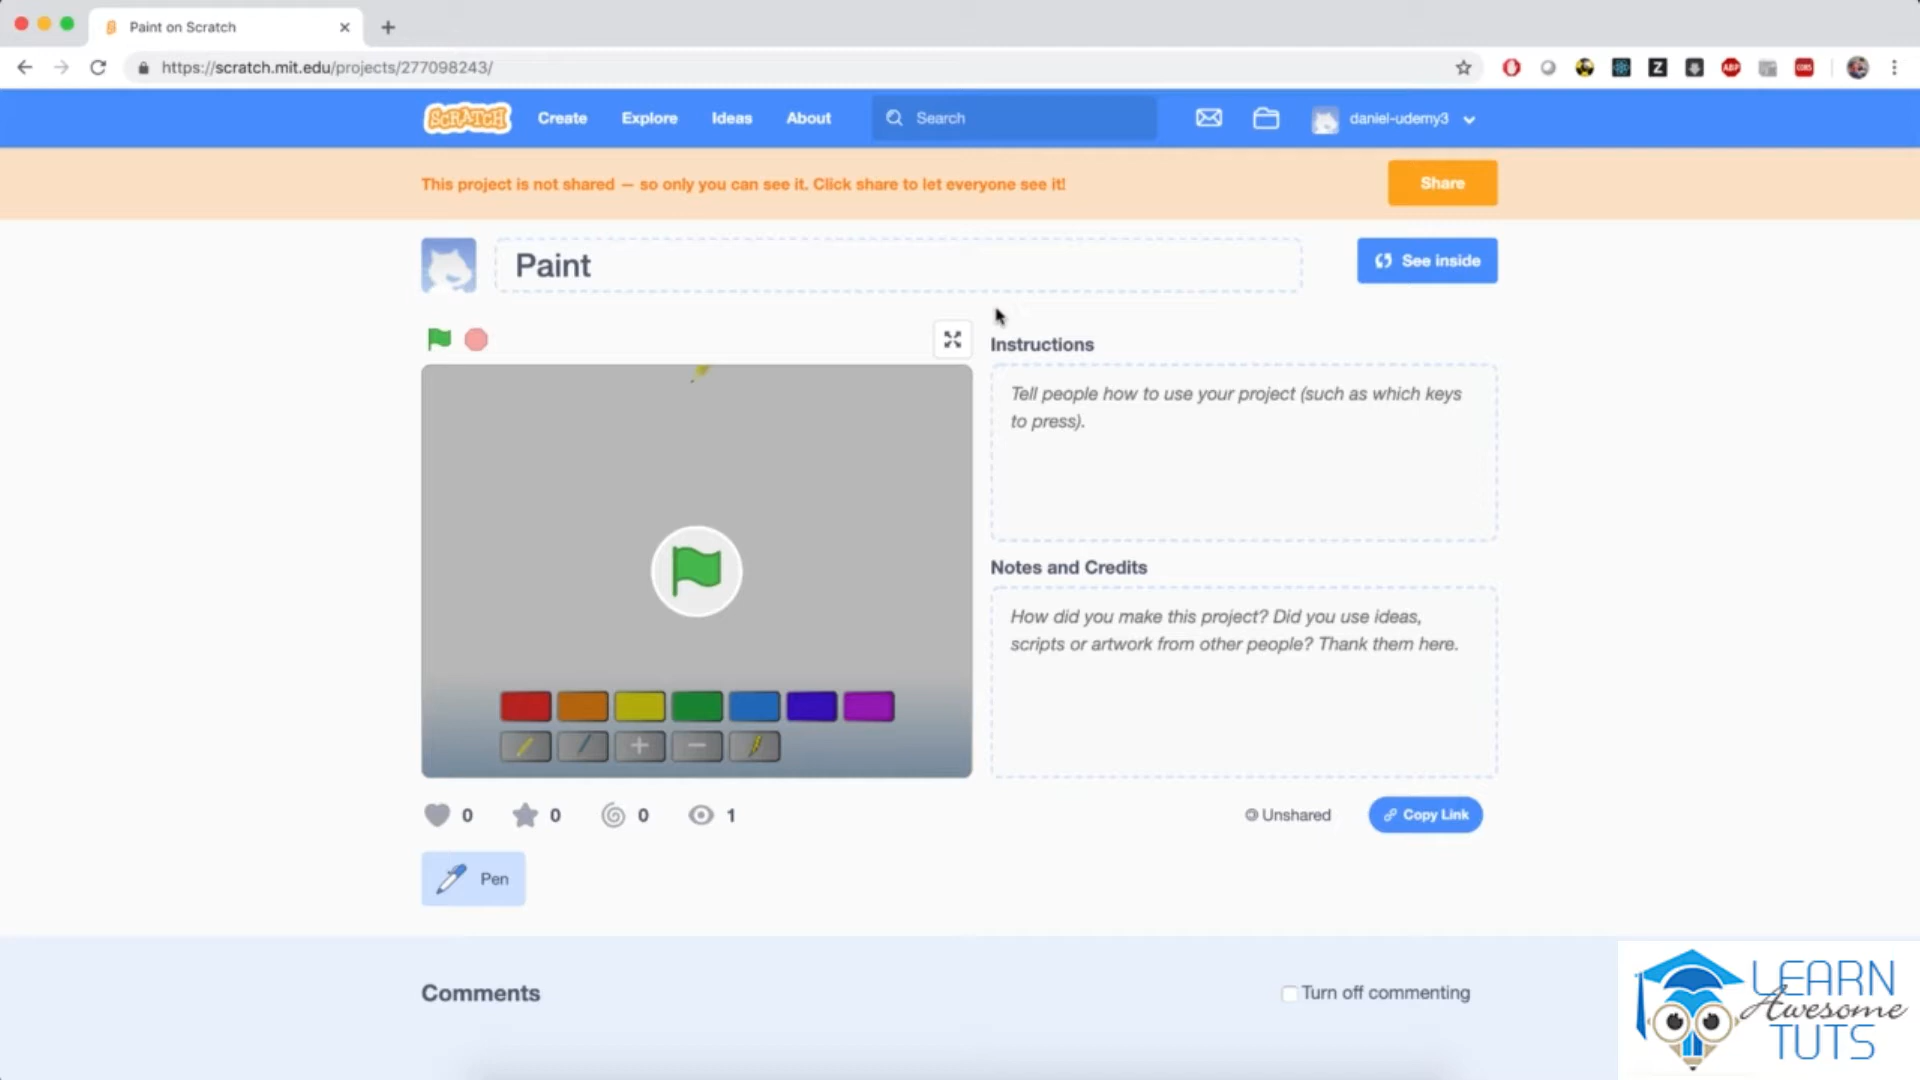 Paint on Scratch
https://scratch.mit.edu/projects/277098243/
Z
ABP
CORS
SCRATCH
Create
Explore
Ideas
About
Search
daniel-udemy3
This project is not shared — so only you can see it. Click share to let everyone see it!
Share
Paint
See inside
Instructions
Tell people how to use your project (such as which keys
to press).
Notes and Credits
How did you make this project? Did you use ideas,
scripts or artwork from other people? Thank them here.
0
0
0
1
Unshared
Copy Link
Pen
Comments
Turn off commenting
LEARN
Awesome
TUTS